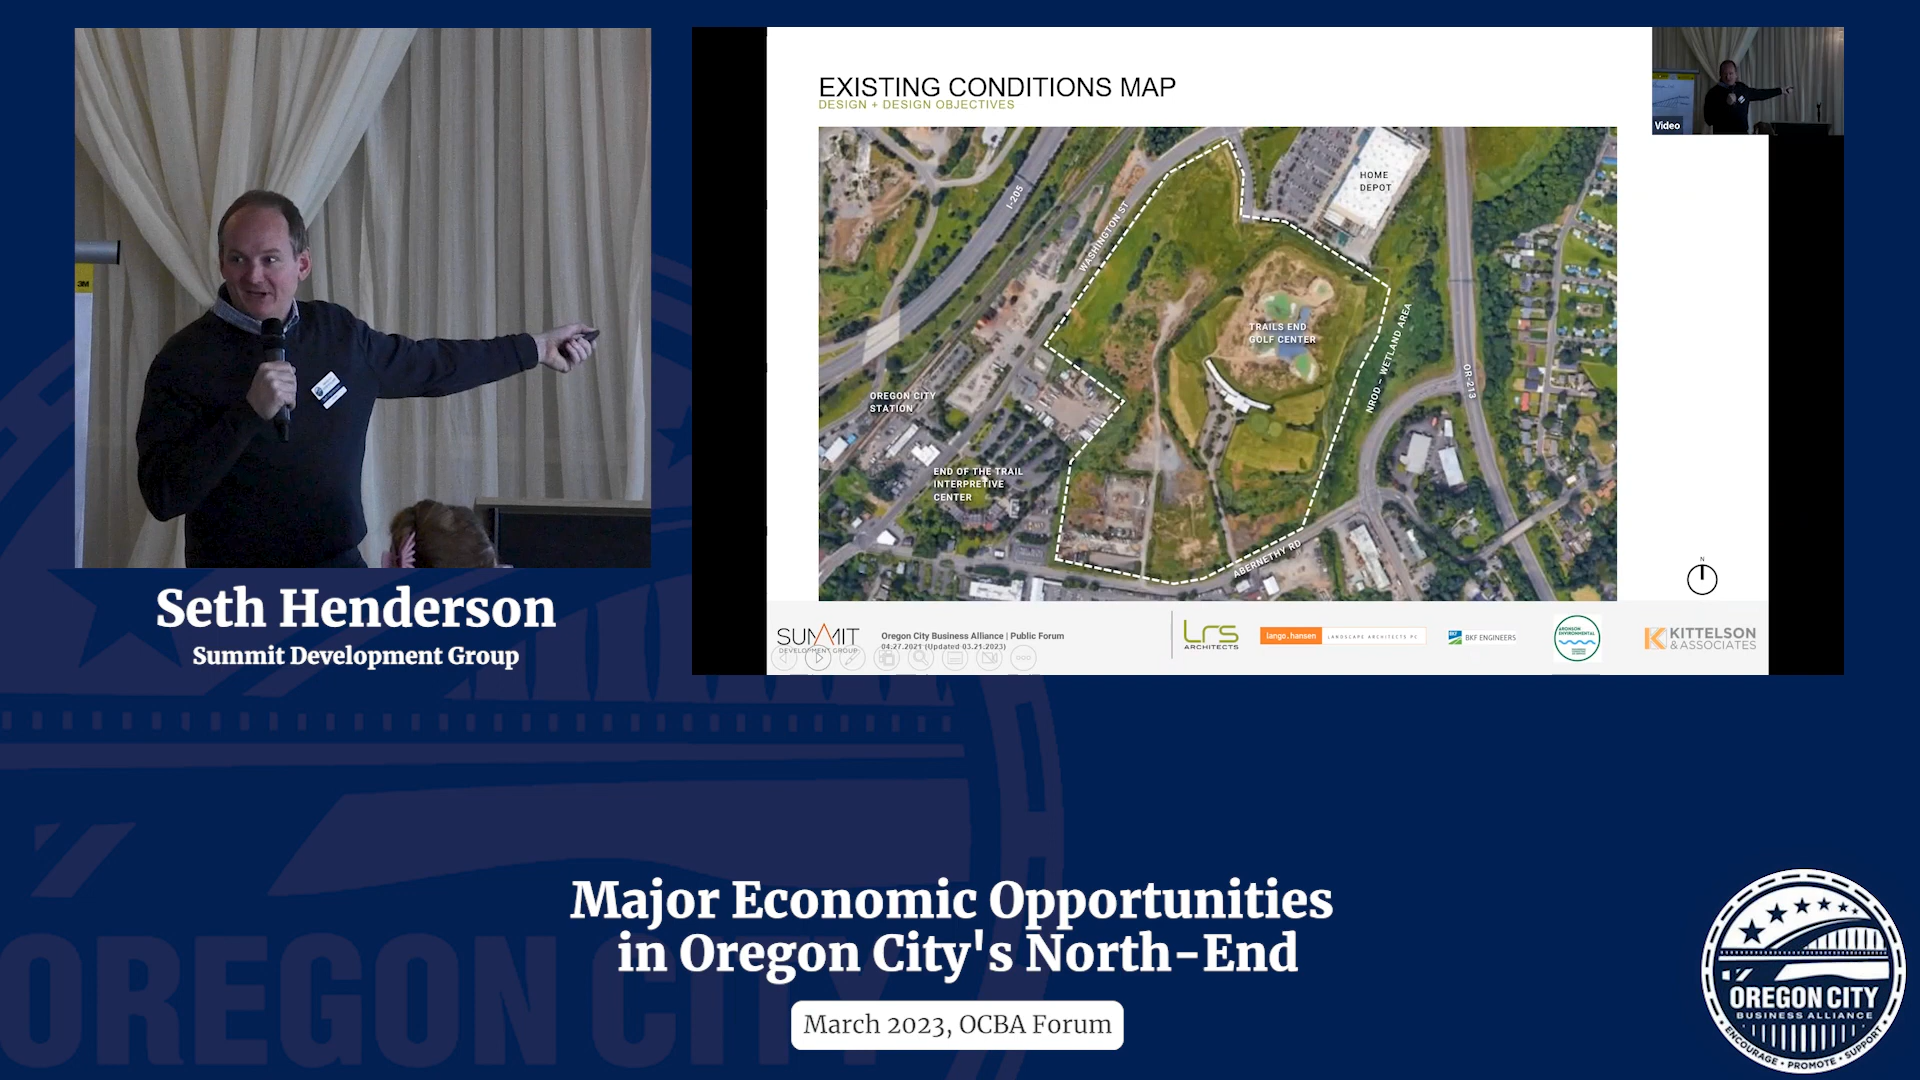 EXISTING CONDITIONS MAP
DESIGN + DESIGN OBJECTIVES
Video
3M
HOME
DEPOT
I-205
WASHINGTON ST
TRAILS END
GOLF CENTER
NROD - WETLAND AREA
OR-213
OREGON CITY
STATION
END OF THE TRAIL
INTERPRETIVE
CENTER
ABERNETHY RD
N
SUMMIT
DEVELOPMENT GROUP
Oregon City Business Alliance | Public Forum
04.27.2021 (Updated 03.21.2023)
LRS
ARCHITECTS
lango.hansen
LANDSCAPE ARCHITECTS PC
BKF
BKF ENGINEERS
ARONSON
ENVIRONMENTAL
KITTELSON
& ASSOCIATES
Seth Henderson
Summit Development Group
Major Economic Opportunities
in Oregon City's North-End
March 2023, OCBA Forum
OREGON CITY
BUSINESS ALLIANCE
ENCOURAGE • PROMOTE • SUPPORT
OREGON CITY